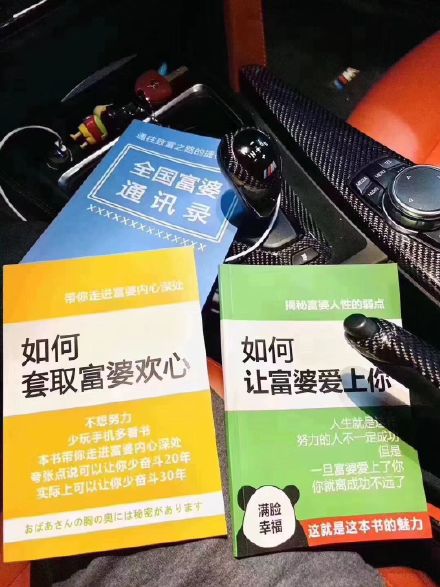 通往致富之路的捷
全国富婆
通讯录
XXXXXXXXXXXXXXX
带你走进富婆内心深处
如何
套取富婆欢心
不想努力
少玩手机多看书
本书带你走进富婆内心深处
夸张点说可以让你少奋斗20年
实际上可以让你少奋斗30年
おばあさんの胸の奥には秘密があります
揭秘富婆人性的弱点
如何
让富婆爱上你
人生就是这
努力的人不一定成功
但是
一旦富婆爱上了你
你就离成功不远了
满脸
幸福
这就是这本书的魅力
MENU